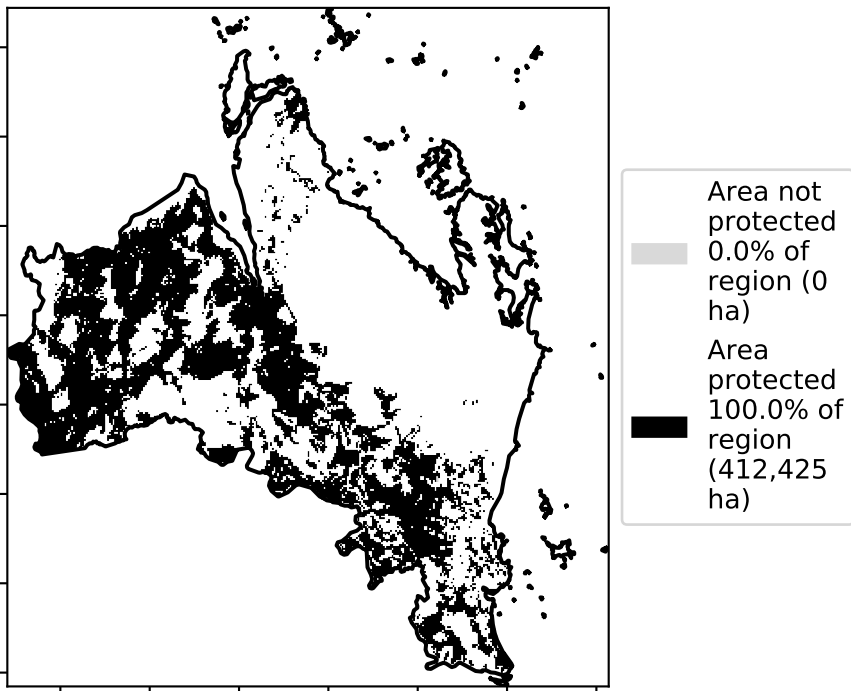 Area not
protected
0.0% of
region (0
ha)
Area
protected
100.0% of
region
(412,425
ha)